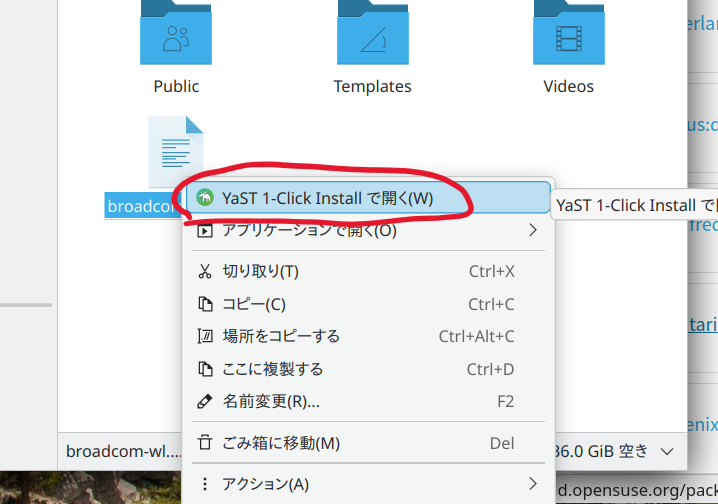 erlan
Public
Templates
Videos
us:d
broadco
YaST 1-Click Install で開く(W)
YaST 1-Click Install で
fred
アプリケーションで開く(O)
切り取り(T) Ctrl+X
コピー(C) Ctrl+C
場所をコピーする Ctrl+Alt+C
tari
ここに複製する Ctrl+D
名前変更(R)... F2
enix
ごみ箱に移動(M) Del
broadcom-wl....
36.0 GiB 空き
アクション(A)
d.opensuse.org/pack